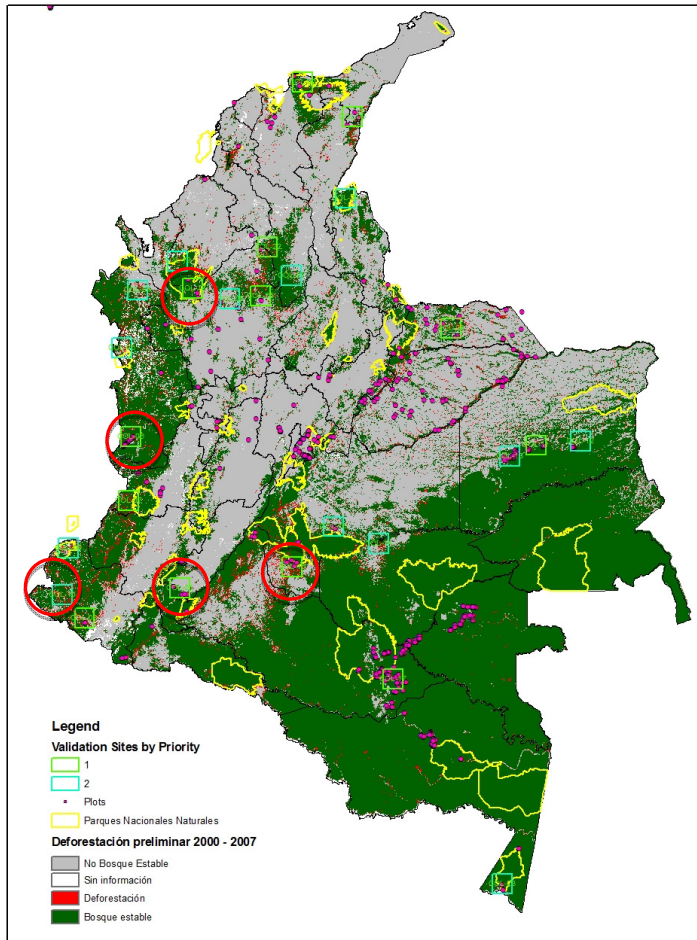 Legend
Validation Sites by Priority
1
2
Plots
Parques Nacionales Naturales
Deforestación preliminar 2000 - 2007
No Bosque Estable
Sin información
Deforestación
Bosque estable